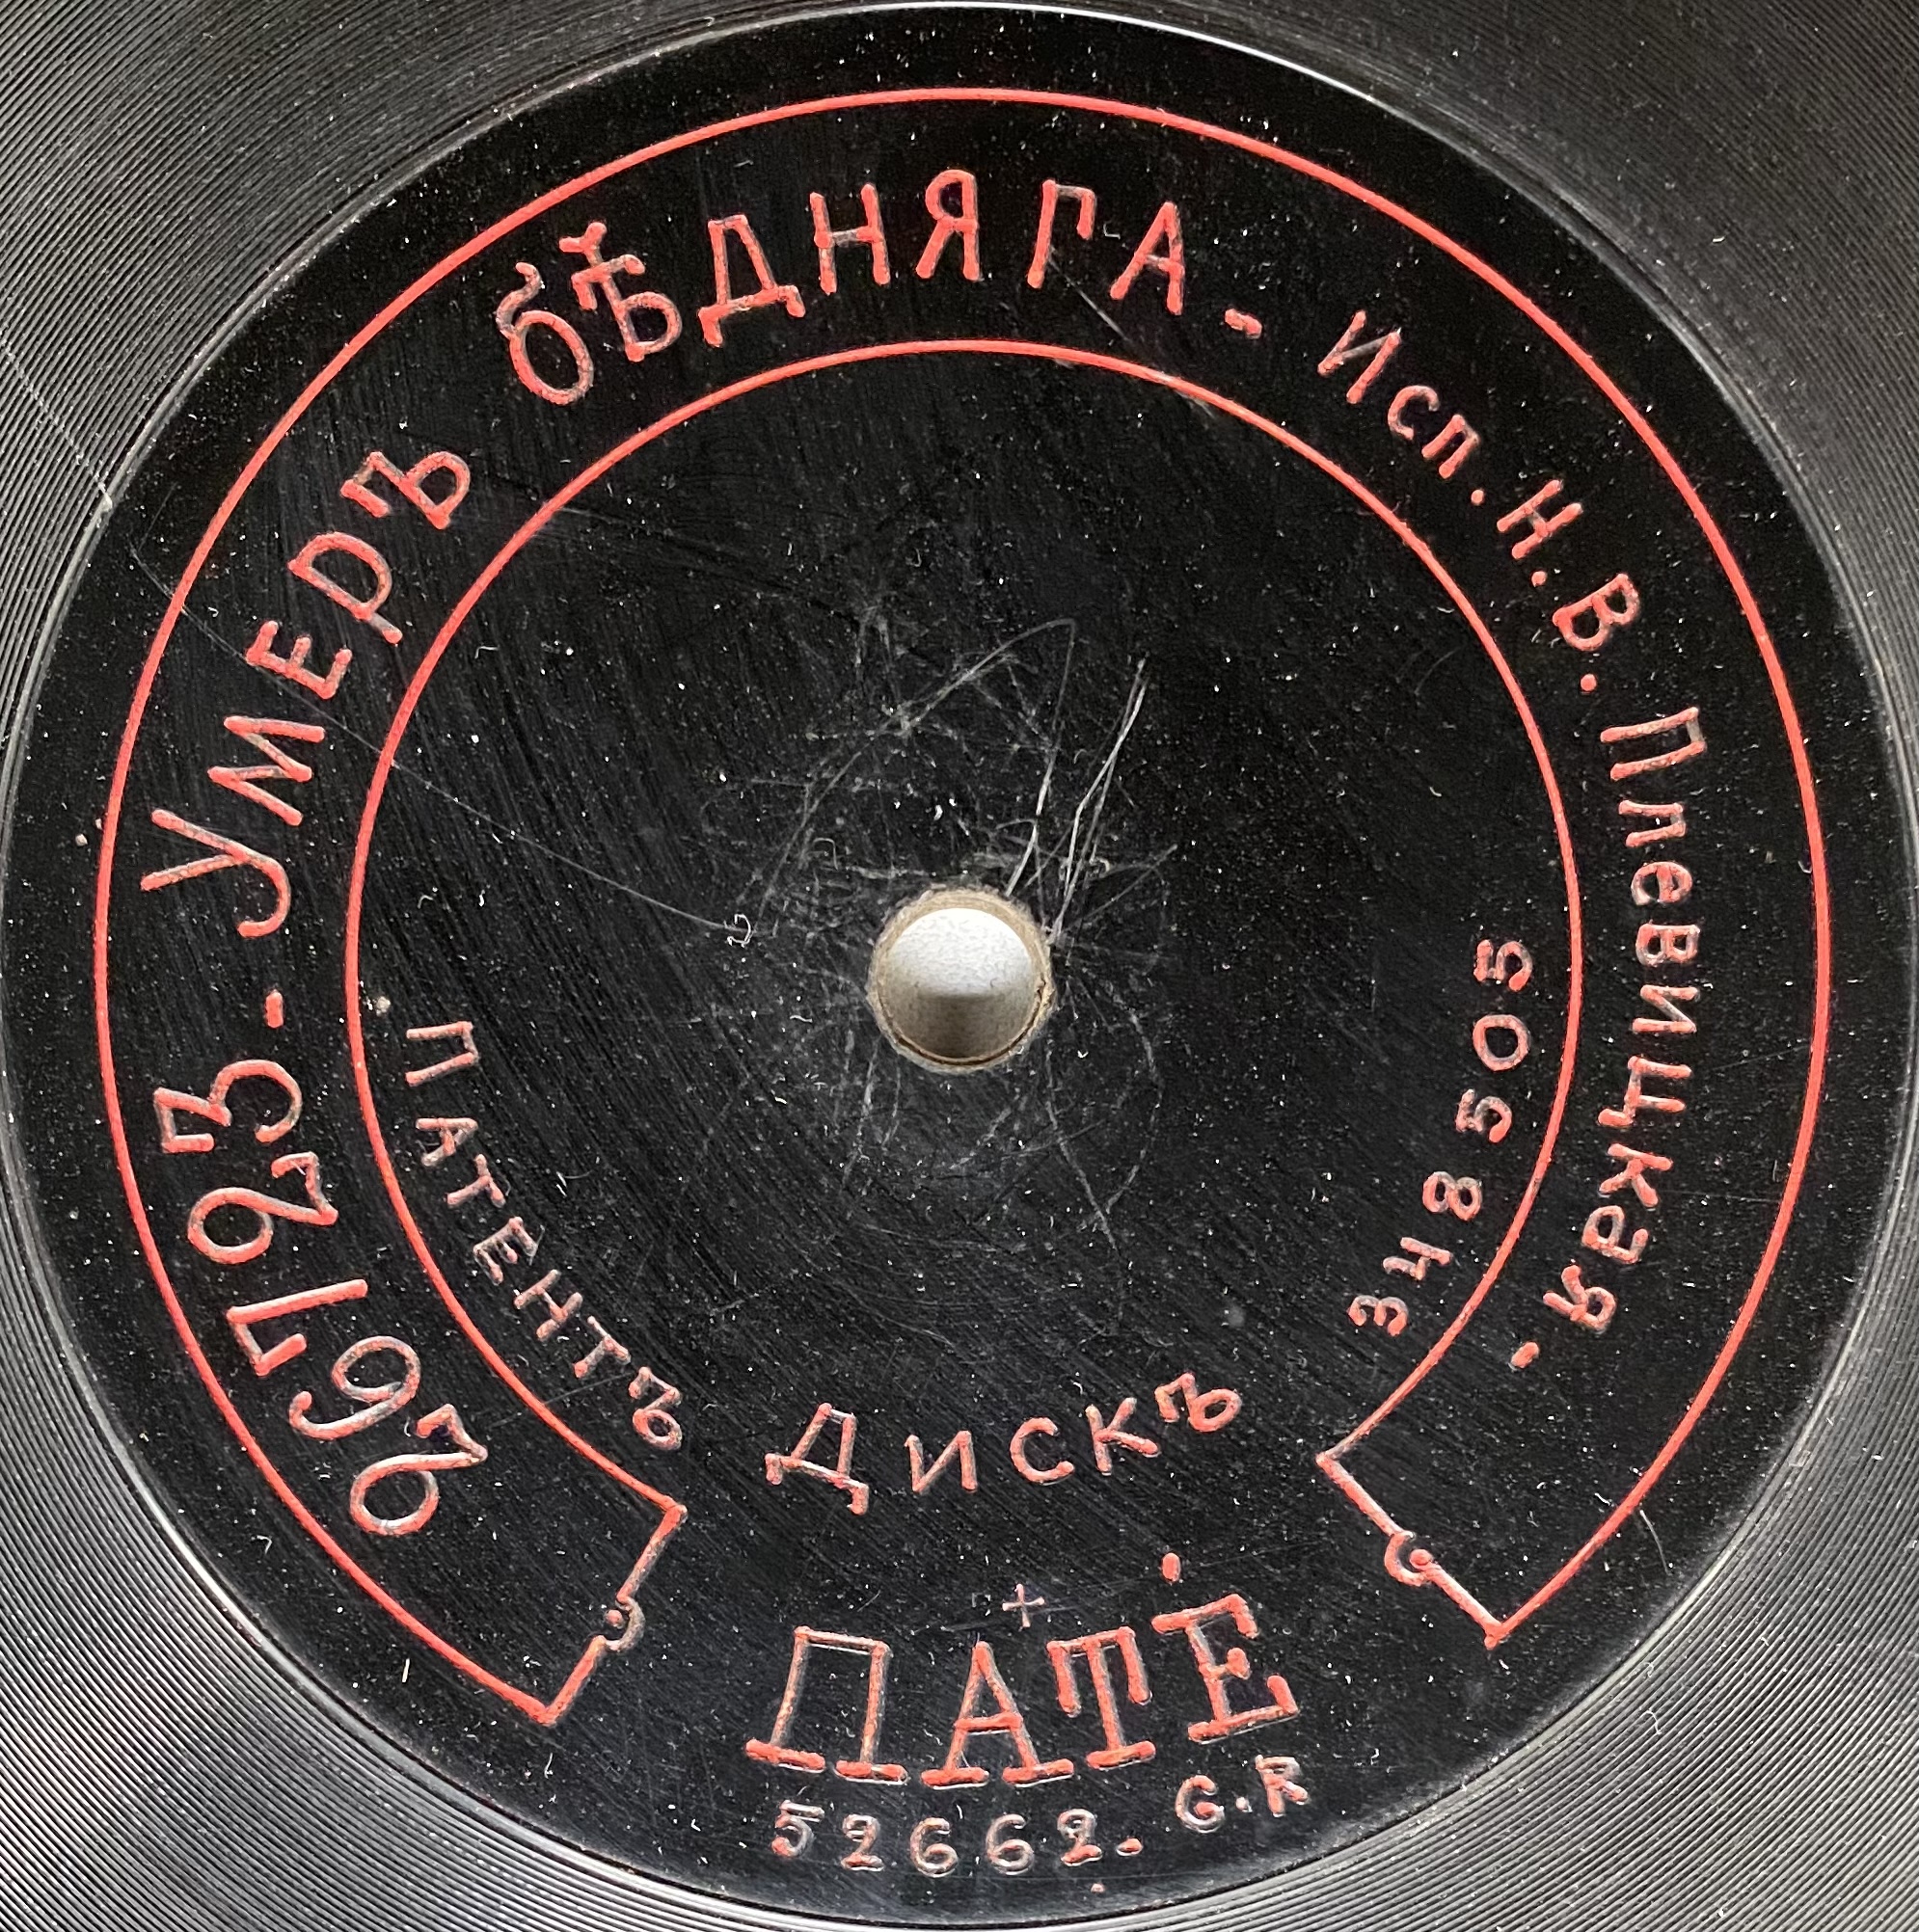 26723 - Умеръ бѣдняга - Исп. Н. В. Плевицкая.
Патентъ дискъ 348505
ПАТЕ
52662. G.R